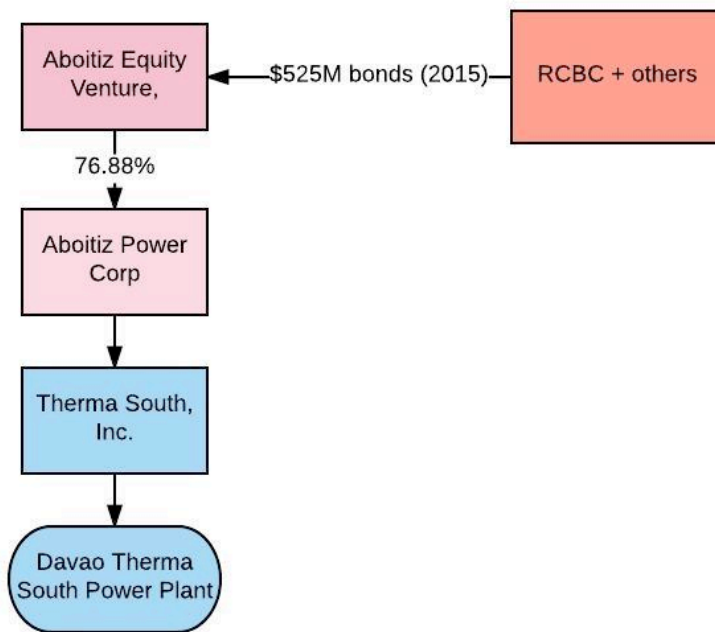 Aboitiz Equity
Venture,
$525M bonds (2015)
RCBC + others
76.88%
Aboitiz Power
Corp
Therma South,
Inc.
Davao Therma
South Power Plant